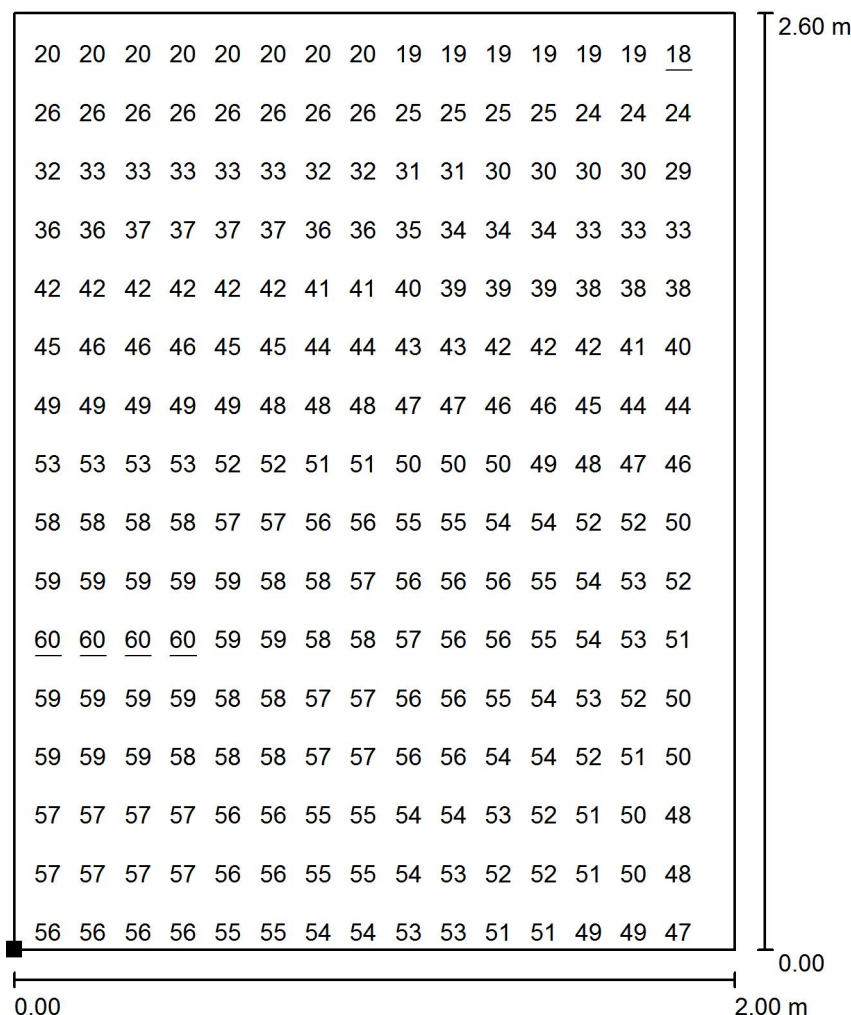 2.60 m
20 20 20 20 20 20 20 20 19 19 19 19 19 19 18
26 26 26 26 26 26 26 26 25 25 25 25 24 24 24
32 33 33 33 33 33 32 32 31 31 30 30 30 30 29
36 36 37 37 37 37 36 36 35 34 34 34 33 33 33
42 42 42 42 42 42 41 41 40 39 39 39 38 38 38
45 46 46 46 45 45 44 44 43 43 42 42 42 41 40
49 49 49 49 49 48 48 48 47 47 46 46 45 44 44
53 53 53 53 52 52 51 51 50 50 50 49 48 47 46
58 58 58 58 57 57 56 56 55 55 54 54 52 52 50
59 59 59 59 59 58 58 57 56 56 56 55 54 53 52
60 60 60 60 59 59 58 58 57 56 56 55 54 53 51
59 59 59 59 58 58 57 57 56 56 55 54 53 52 50
59 59 59 58 58 58 57 57 56 56 54 54 52 51 50
57 57 57 57 56 56 55 55 54 54 53 52 51 50 48
57 57 57 57 56 56 55 55 54 53 52 52 51 50 48
56 56 56 56 55 55 54 54 53 53 51 51 49 49 47
0.00
0.00 2.00 m